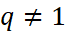 q ≠ 1